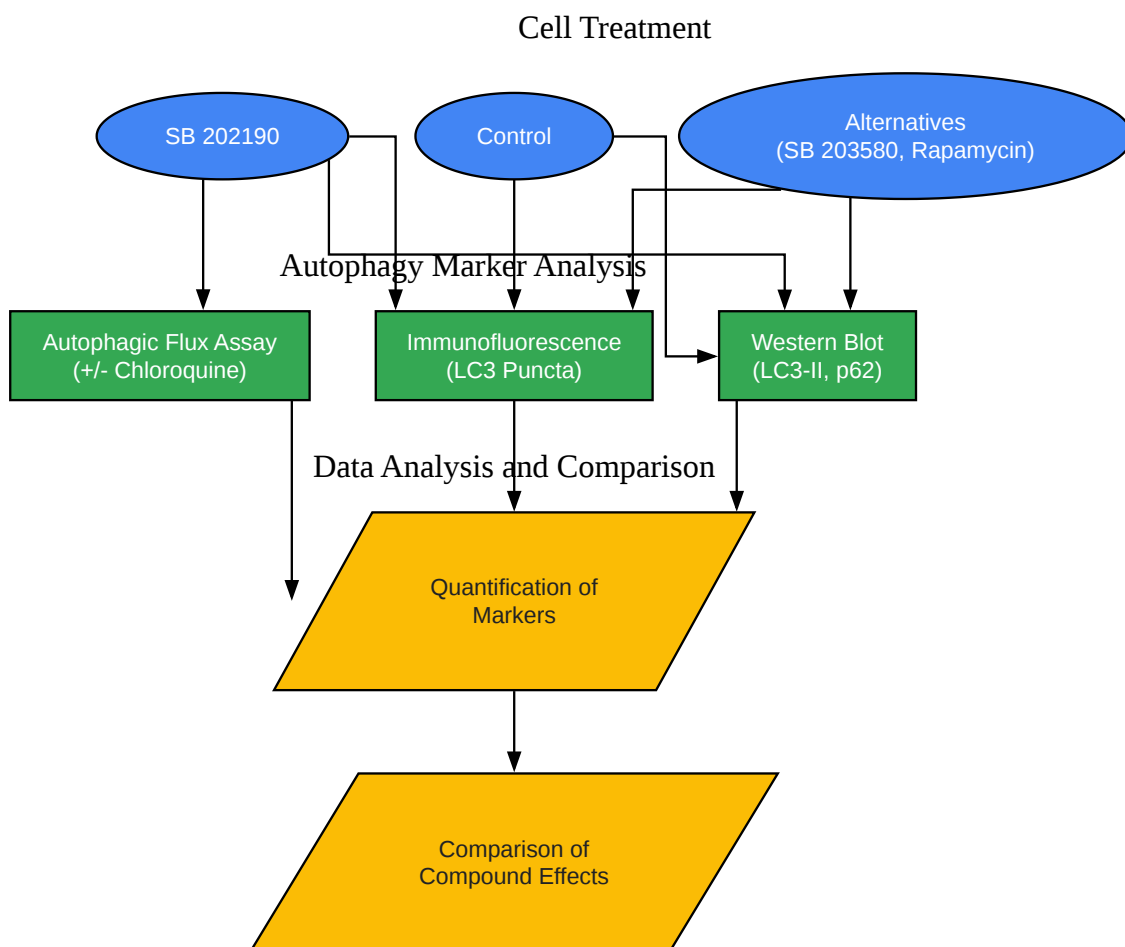 Cell Treatment
SB 202190
Control
Alternatives
(SB 203580, Rapamycin)
Autophagy Marker Analysis
Autophagic Flux Assay
(+/- Chloroquine)
Immunofluorescence
(LC3 Puncta)
Western Blot
(LC3-II, p62)
Data Analysis and Comparison
Quantification of
Markers
Comparison of
Compound Effects